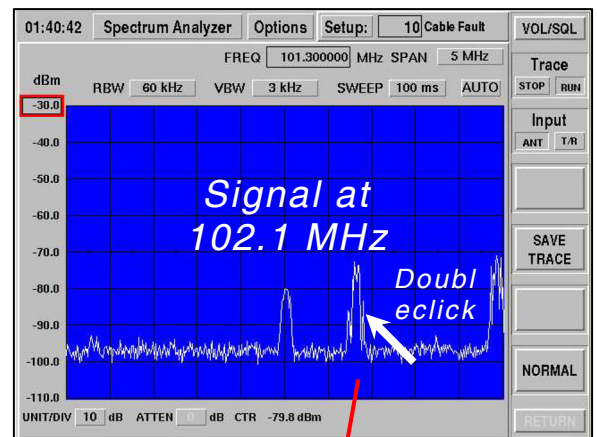 01:40:42 Spectrum Analyzer Options Setup: 10 Cable Fault VOL/SQL
FREQ 101.300000 MHz SPAN 5 MHz
dBm RBW 60 kHz VBW 3 kHz SWEEP 100 ms AUTO
Trace
STOP RUN
Input
ANT T/R
-30.0
-40.0
-50.0
-60.0
-70.0
-80.0
-90.0
-100.0
-110.0
Signal at
102.1 MHz
Doubl
eclick
SAVE
TRACE
NORMAL
RETURN
UNIT/DIV 10 dB ATTEN 0 dB CTR -79.8 dBm